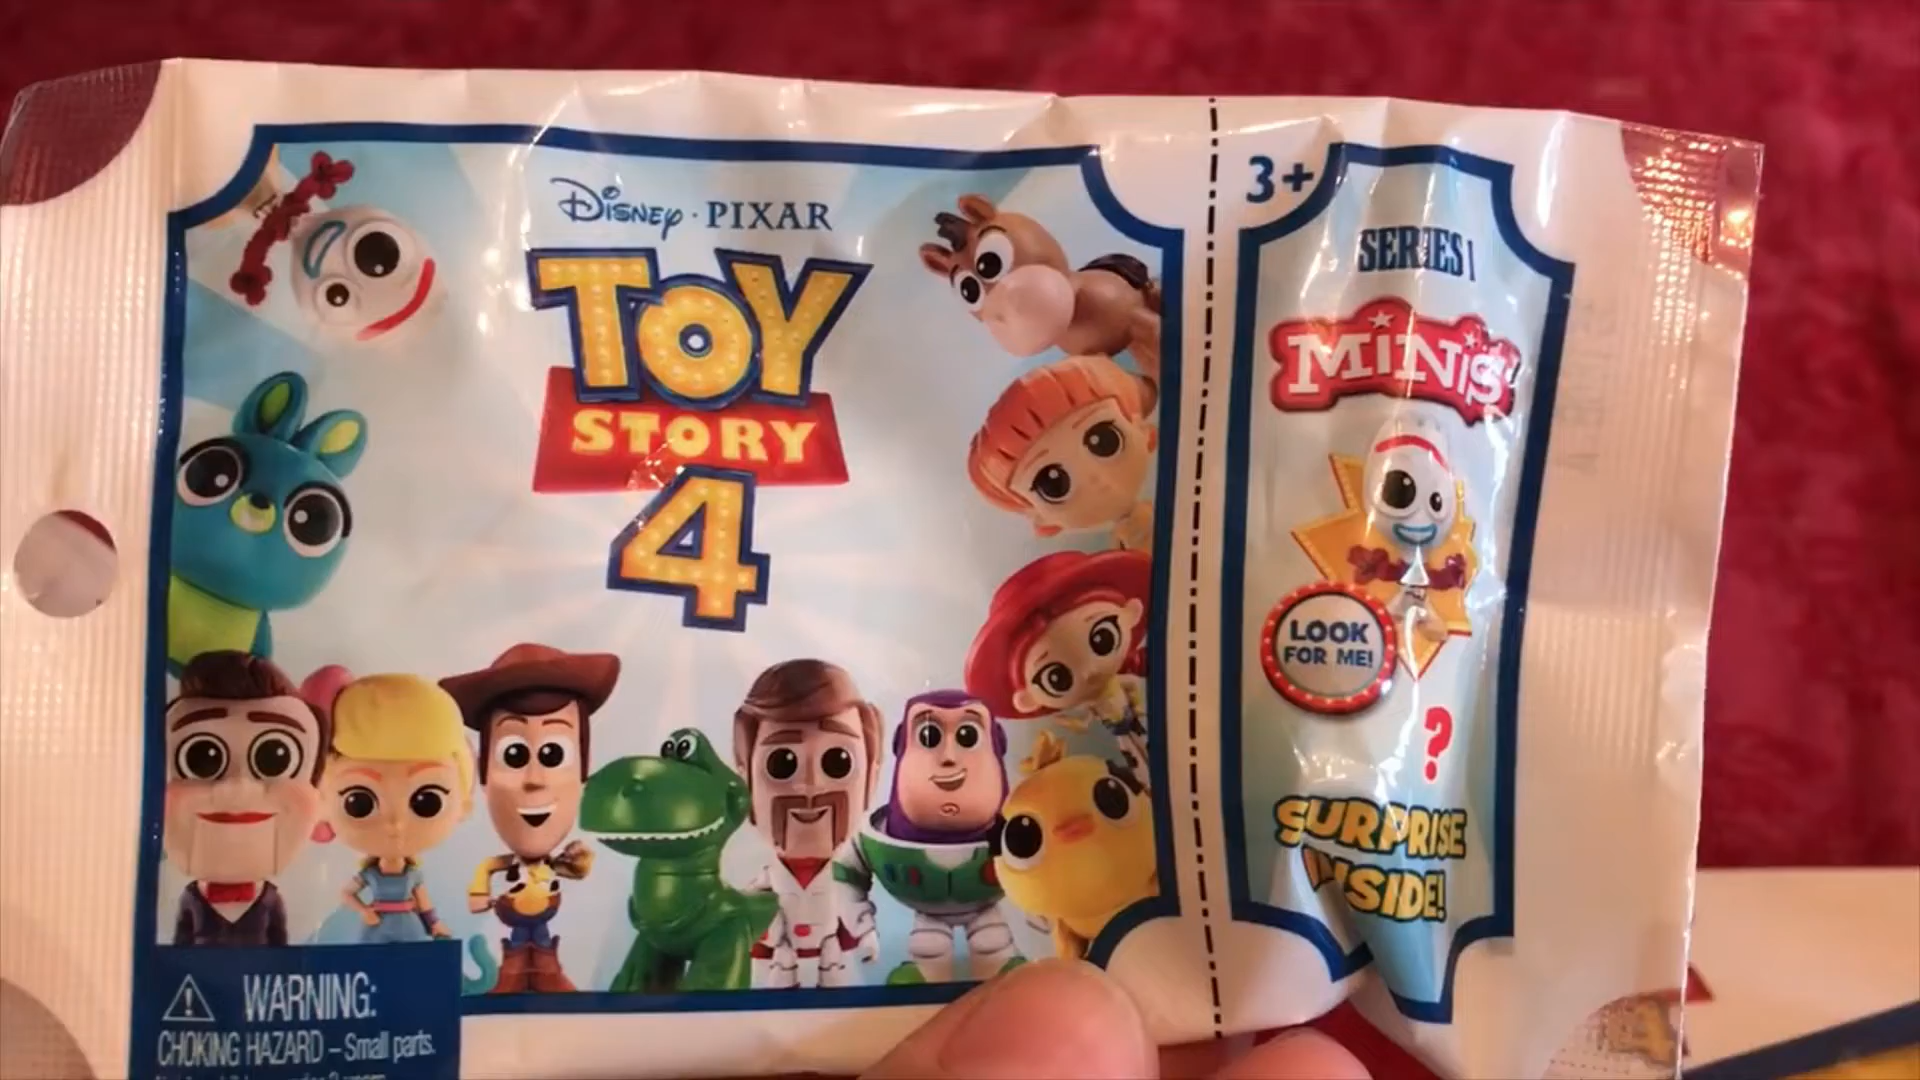 Disney · PIXAR
TOY
STORY
4
3+
SERIES 1
MiNiS
LOOK
FOR ME!
?
SURPRISE
INSIDE!
WARNING:
CHOKING HAZARD – Small parts.